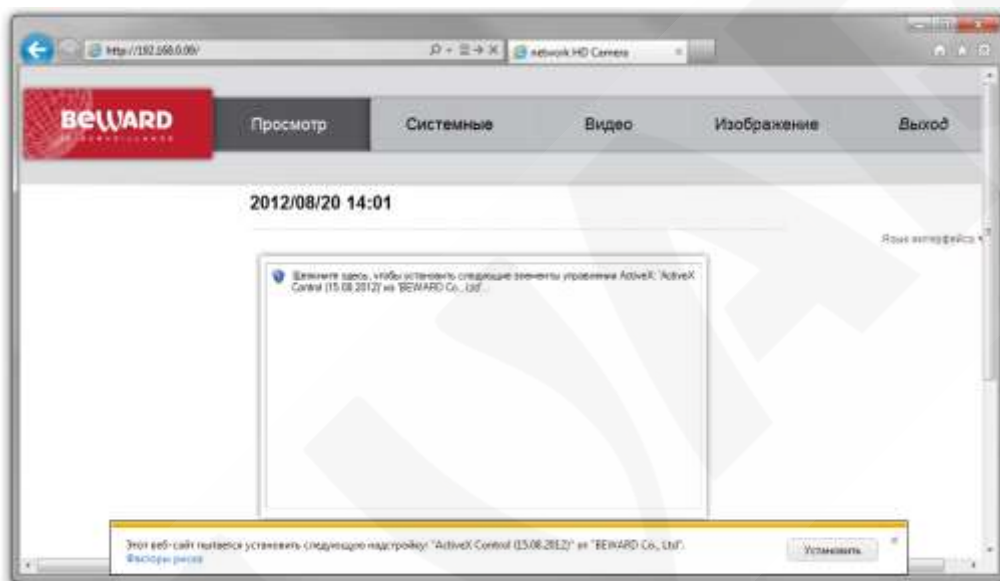 http://192.168.0.99/
network HD Camera
BEWARD
Просмотр
Системные
Видео
Изображение
Выход
2012/08/20 14:01
Язык интерфейса
Щелкните здесь, чтобы установить следующие элементы управления ActiveX: 'ActiveX
Control (15.08.2012)' из 'BEWARD Co., Ltd'.
Этот веб-сайт пытается установить следующую надстройку: "ActiveX Control (15.08.2012)" из "BEWARD Co., Ltd".
Факторы риска
Установить